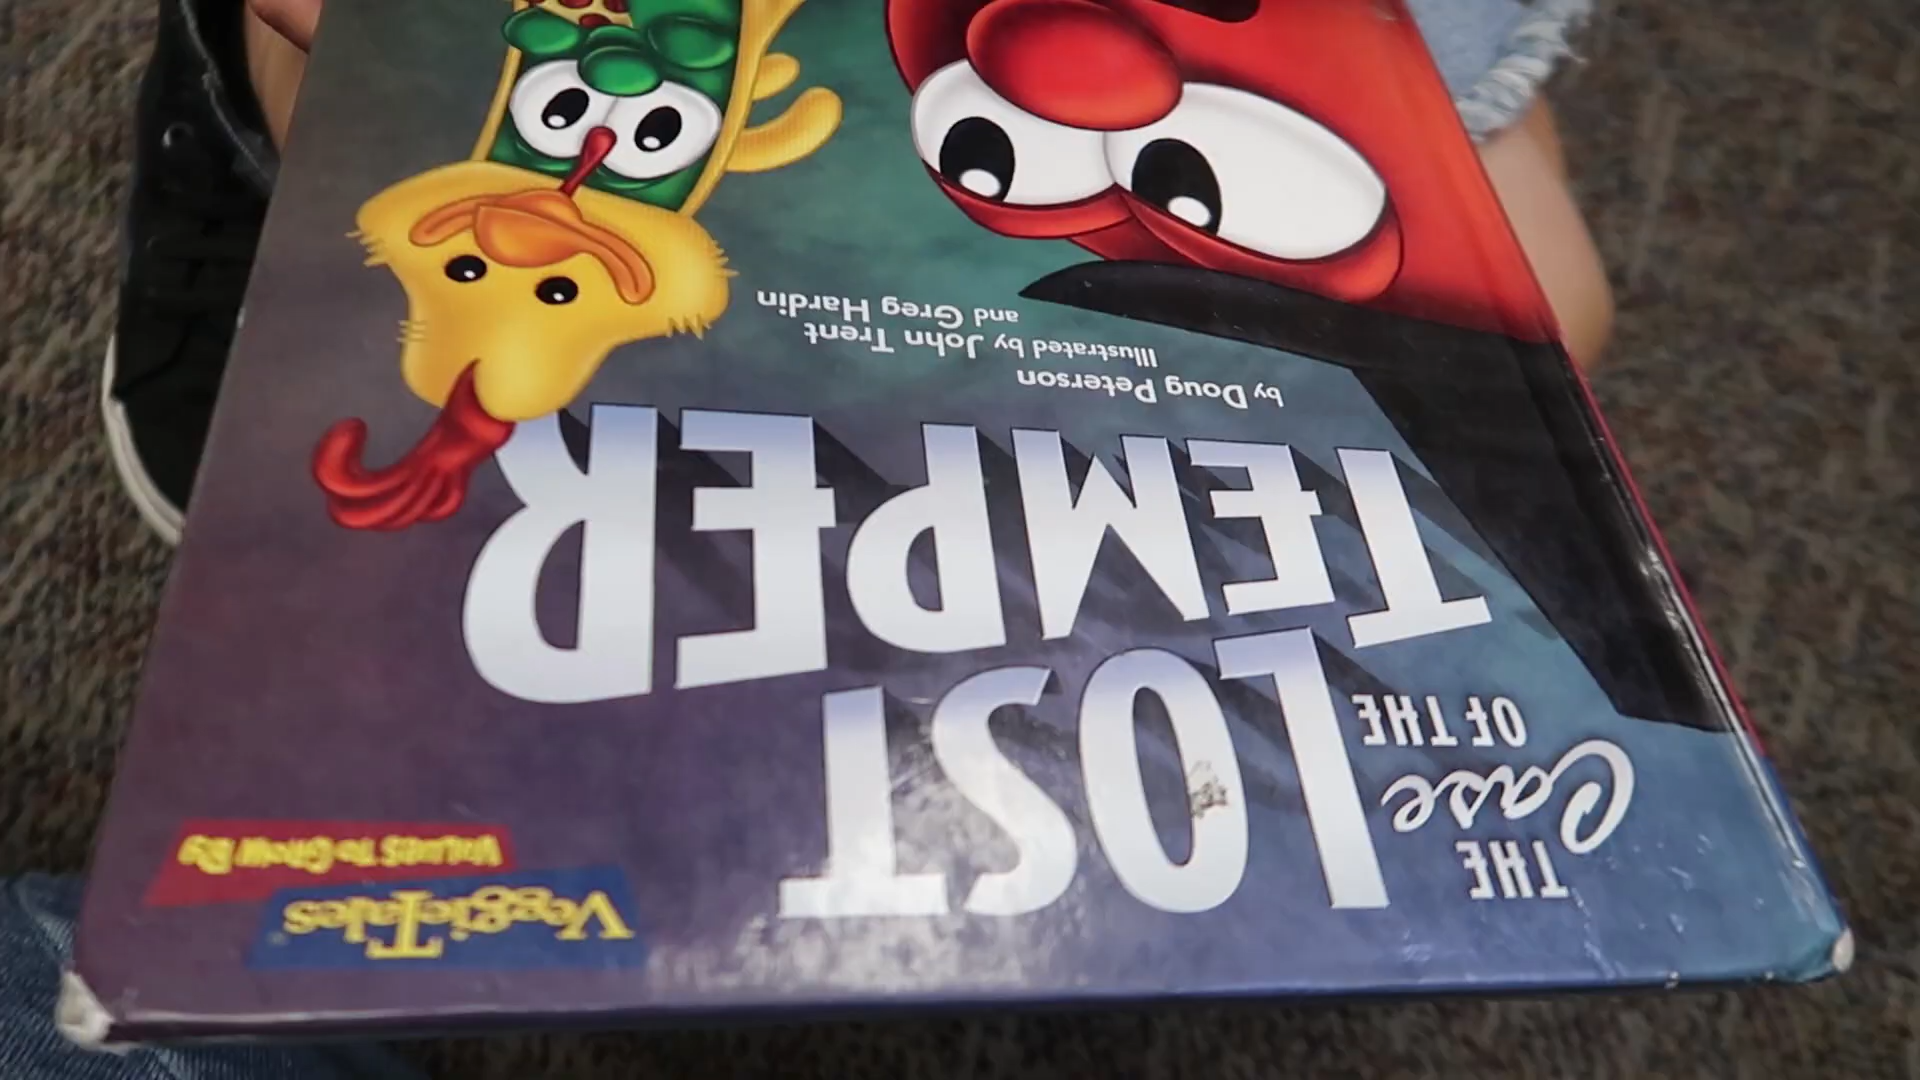 VeggieTales
VALUES TO GROW BY
THE
Case
OF THE
LOST
TEMPER
by Doug Peterson
Illustrated by John Trent
and Greg Hardin